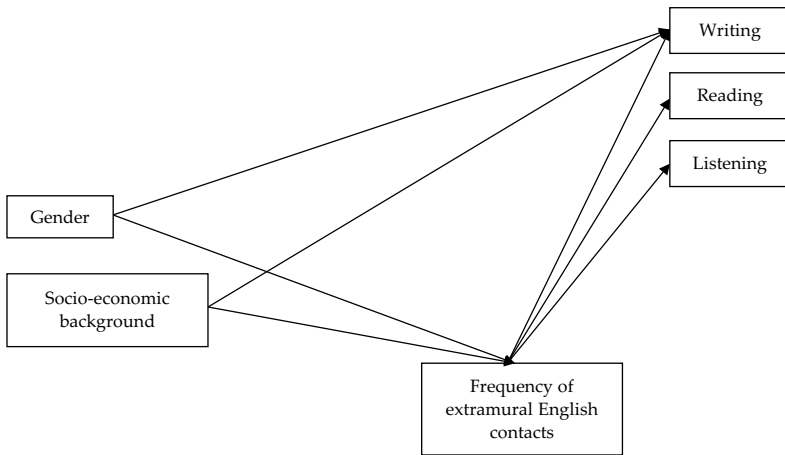 Writing
Reading
Listening
Gender
Socio-economic
background
Frequency of
extramural English
contacts